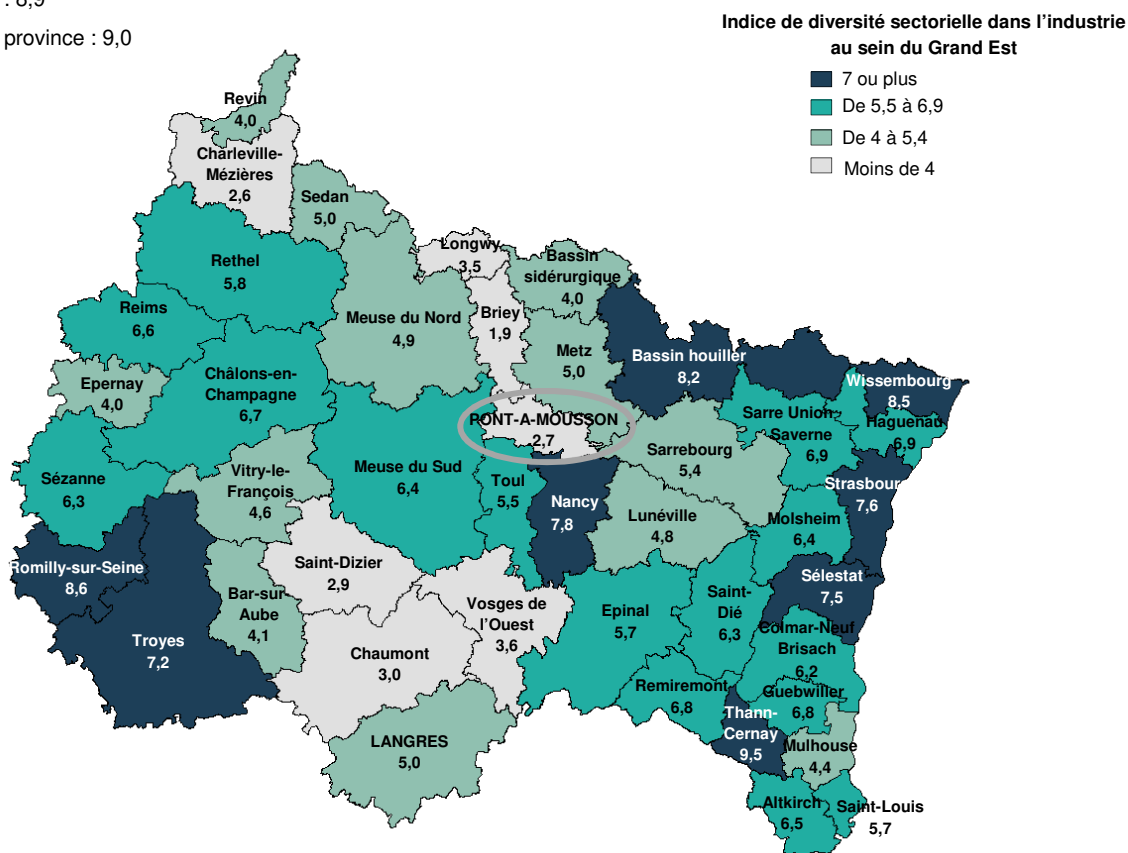 : 8,9
province : 9,0
Indice de diversité sectorielle dans l’industrie
au sein du Grand Est
7 ou plus
De 5,5 à 6,9
De 4 à 5,4
Moins de 4
Revin
4,0
Charleville-
Mézières
2,6
Sedan
5,0
Longwy
3,5
Bassin
sidérurgique
4,0
Rethel
5,8
Reims
6,6
Meuse du Nord
4,9
Briey
1,9
Metz
5,0
Bassin houiller
8,2
Wissembourg
8,5
Haguenau
6,9
Epernay
4,0
Châlons-en-
Champagne
6,7
PONT-A-MOUSSON
2,7
Sarre Union
Saverne
6,9
Sarrebourg
5,4
Sézanne
6,3
Vitry-le-
François
4,6
Meuse du Sud
6,4
Toul
5,5
Nancy
7,8
Lunéville
4,8
Strasbour
7,6
Molsheim
6,4
Romilly-sur-Seine
8,6
Saint-Dizier
2,9
Bar-sur
Aube
4,1
Vosges de
l’Ouest
3,6
Epinal
5,7
Saint-
Dié
6,3
Sélestat
7,5
Troyes
7,2
Chaumont
3,0
Colmar-Neuf
Brisach
6,2
Remiremont
6,8
Guebwiller
6,8
Thann-
Cernay
9,5
Mulhouse
4,4
LANGRES
5,0
Altkirch
6,5
Saint-Louis
5,7